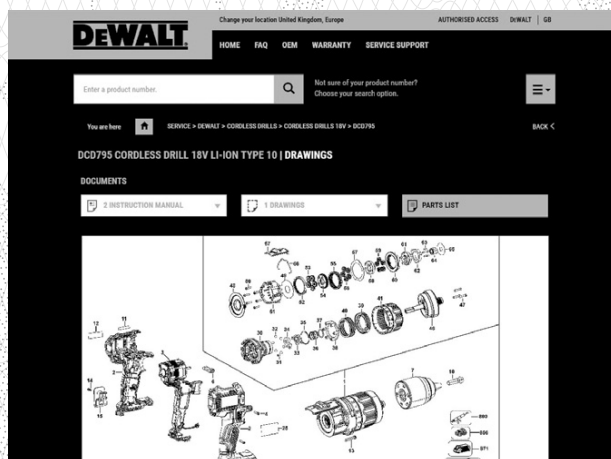 Change your location United Kingdom, Europe
AUTHORISED ACCESS DEWALT GB
DEWALT
HOME FAQ OEM WARRANTY SERVICE SUPPORT
Enter a product number.
Not sure of your product number?
Choose your search option.
You are here SERVICE > DEWALT > CORDLESS DRILLS > CORDLESS DRILLS 18V > DCD795
BACK <
DCD795 CORDLESS DRILL 18V LI-ION TYPE 10 | DRAWINGS
DOCUMENTS
2 INSTRUCTION MANUAL
1 DRAWINGS
PARTS LIST